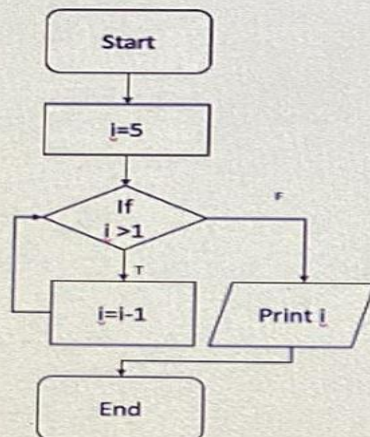 Start
i=5
If
i >1
F
T
i=i-1
Print i
End